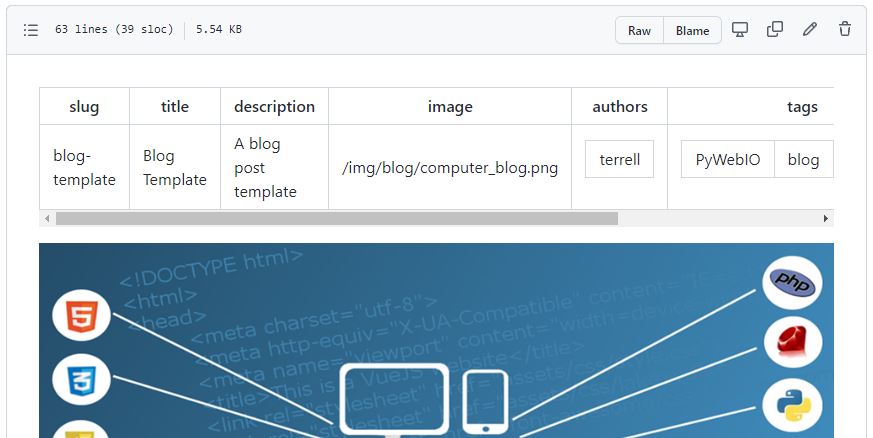 63 lines (39 sloc) 5.54 KB Raw Blame
slug title description image authors tags
blog-template Blog Template A blog post template /img/blog/computer_blog.png terrell PyWebIO blog
<!DOCTYPE html>
<html>
<head>
<meta charset="utf-8">
<meta http-equiv="X-UA-Compatible" content="IE=
<meta name="viewport" content="width=device
<title>This is a VueJS website</title>
<link rel="stylesheet" href="assets/css/
<link rel="stylesheet" href=
php